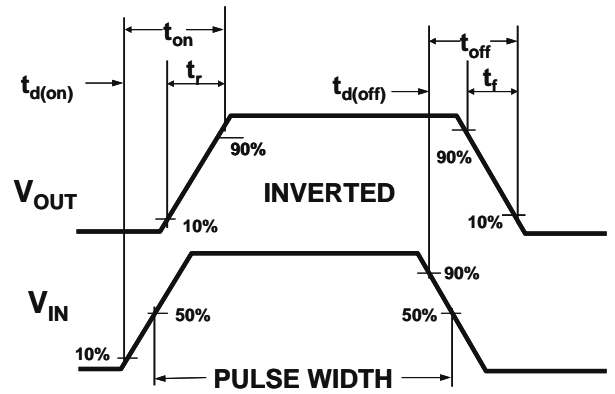 t_on
t_off
t_d(on)
t_r
t_d(off)
t_f
90%
90%
V_OUT
INVERTED
10%
10%
90%
V_IN
50%
50%
10%
PULSE WIDTH